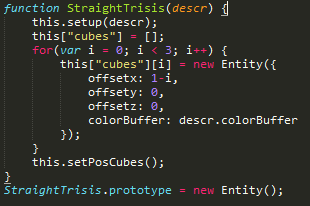 function StraightTrisis(descr) {
    this.setup(descr);
    this["cubes"] = [];
    for(var i = 0; i < 3; i++) {
        this["cubes"][i] = new Entity({
            offsetx: 1-i,
            offsety: 0,
            offsetz: 0,
            colorBuffer: descr.colorBuffer
        });
    }
    this.setPosCubes();
}
StraightTrisis.prototype = new Entity();